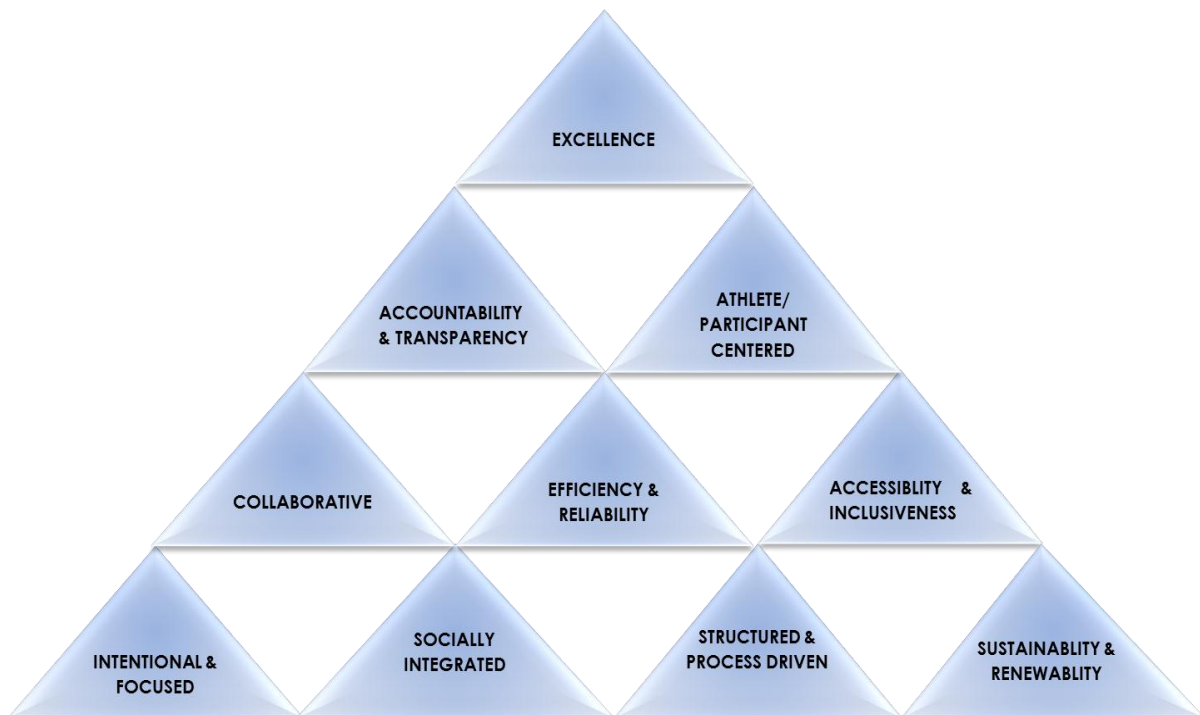 EXCELLENCE
ACCOUNTABILITY
& TRANSPARENCY
ATHLETE/
PARTICIPANT
CENTERED
COLLABORATIVE
EFFICIENCY &
RELIABILITY
ACCESSIBLITY &
INCLUSIVENESS
INTENTIONAL &
FOCUSED
SOCIALLY
INTEGRATED
STRUCTURED &
PROCESS DRIVEN
SUSTAINABLITY &
RENEWABLITY